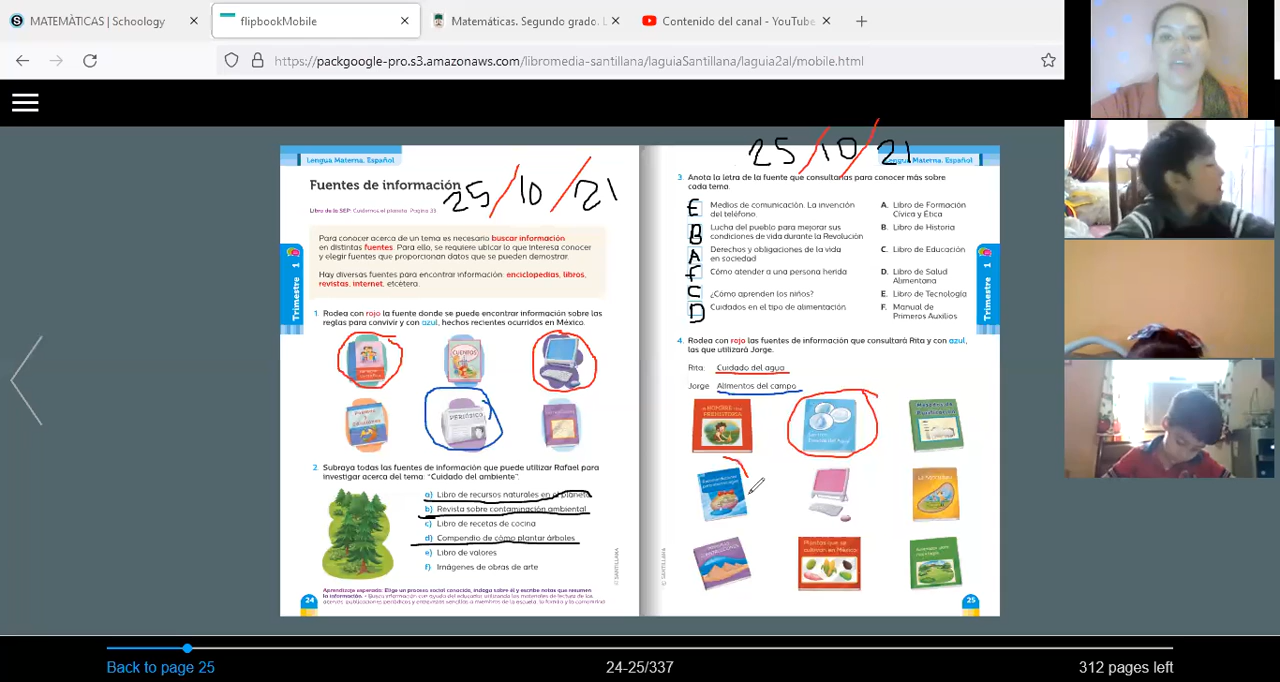 MATEMÀTICAS | Schoology
flipbookMobile
Matemáticas. Segundo grado. L
Contenido del canal - YouTube
https://packgoogle-pro.s3.amazonaws.com/libromedia-santillana/laguiaSantillana/laguia2al/mobile.html
Lengua Materna. Español
Fuentes de información
25/10/21
Para conocer acerca de un tema es necesario buscar información
en distintas fuentes. Para ello, se requiere ubicar lo que interesa conocer
y elegir fuentes que proporcionan datos que se pueden demostrar.
Hay diversas fuentes para encontrar información: enciclopedias, libros,
revistas, internet, etcétera.
Trimestre 1
1 Rodea con rojo la fuente donde se puede encontrar información sobre las
reglas para convivir y con azul, hechos recientes ocurridos en México.
CUENTOS
PERIÓDICO
2 Subraya todas las fuentes de información que puede utilizar Rafael para
investigar acerca del tema: "Cuidado del ambiente".
a) Libro de recursos naturales en el planeta
b) Revista sobre contaminación ambiental
c) Libro de recetas de cocina
d) Compendio de cómo plantar árboles
e) Libro de valores
f) Imágenes de obras de arte
© SANTILLANA
24
25/10/21
Lengua Materna. Español
3. Anota la letra de la fuente que consultarías para conocer más sobre
cada tema.
E Medios de comunicación. La invención
del teléfono.
B Lucha del pueblo para mejorar sus
condiciones de vida durante la Revolución
A Derechos y obligaciones de la vida
en sociedad
F Cómo atender a una persona herida
C ¿Cómo aprenden los niños?
D Cuidados en el tipo de alimentación.
A. Libro de Formación
Cívica y Ética
B. Libro de Historia
C. Libro de Educación
D. Libro de Salud
Alimentaria
E. Libro de Tecnología
F. Manual de
Primeros Auxilios
Trimestre 1
4. Rodea con rojo las fuentes de información que consultará Rita y con azul,
las que utilizará Jorge.
Rita: Cuidado del agua
Jorge Alimentos del campo
Plantas que se
cultivan en México
© SANTILLANA
25
Back to page 25
24-25/337
312 pages left